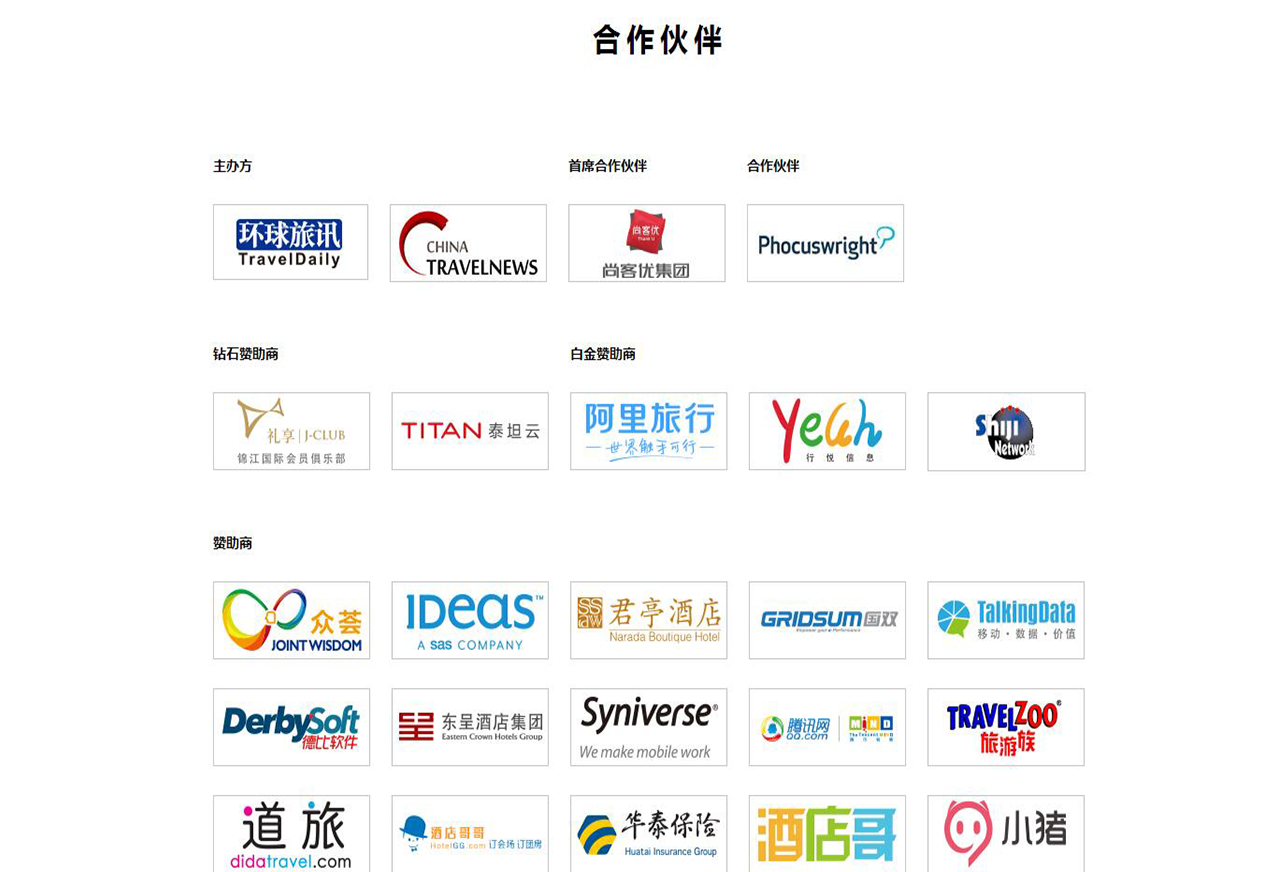 合作伙伴
主办方
首席合作伙伴
合作伙伴
环球旅讯
TravelDaily
CHINA
TRAVELNEWS
尚客优
Thank U
尚客优集团
Phocuswright
钻石赞助商
白金赞助商
礼享 | J-CLUB
锦江国际会员俱乐部
TITAN 泰坦云
阿里旅行
世界触手可行
Yeah
行悦信息
Shiji
Network
赞助商
众荟
JOINT WISDOM
IDeaS™
A sas COMPANY
SS
aw
君亭酒店
Narada Boutique Hotel
GRIDSUM 国双
Empower your e-Performance
TalkingData
移动·数据·价值
DerbySoft
德比软件
东呈酒店集团
Eastern Crown Hotels Group
Syniverse®
We make mobile work
腾讯网
QQ.com
MIND
TRAVELZOO®
旅游族
道旅
didatravel.com
酒店哥哥
HotelGG.com 订会场 订团房
华泰保险
Huatai Insurance Group
酒店哥
小猪